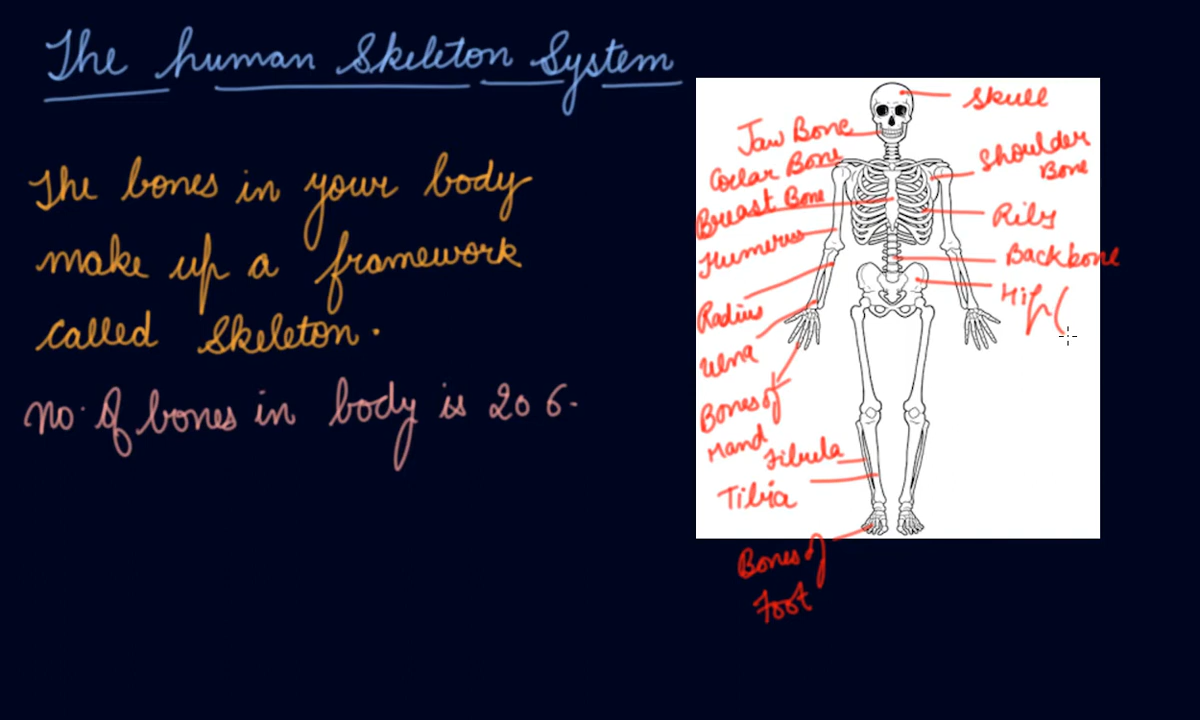 The human Skeleton System
The bones in your body
make up a framework
called Skeleton.
No. of bones in body is 206.
Skull
Jaw Bone
Collar Bone
Shoulder
Bone
Breast Bone
Ribs
Humerus
Backbone
Hip (
Radius
Ulna
Bones of
Hand
Fibula
Tibia
Bones of
Foot